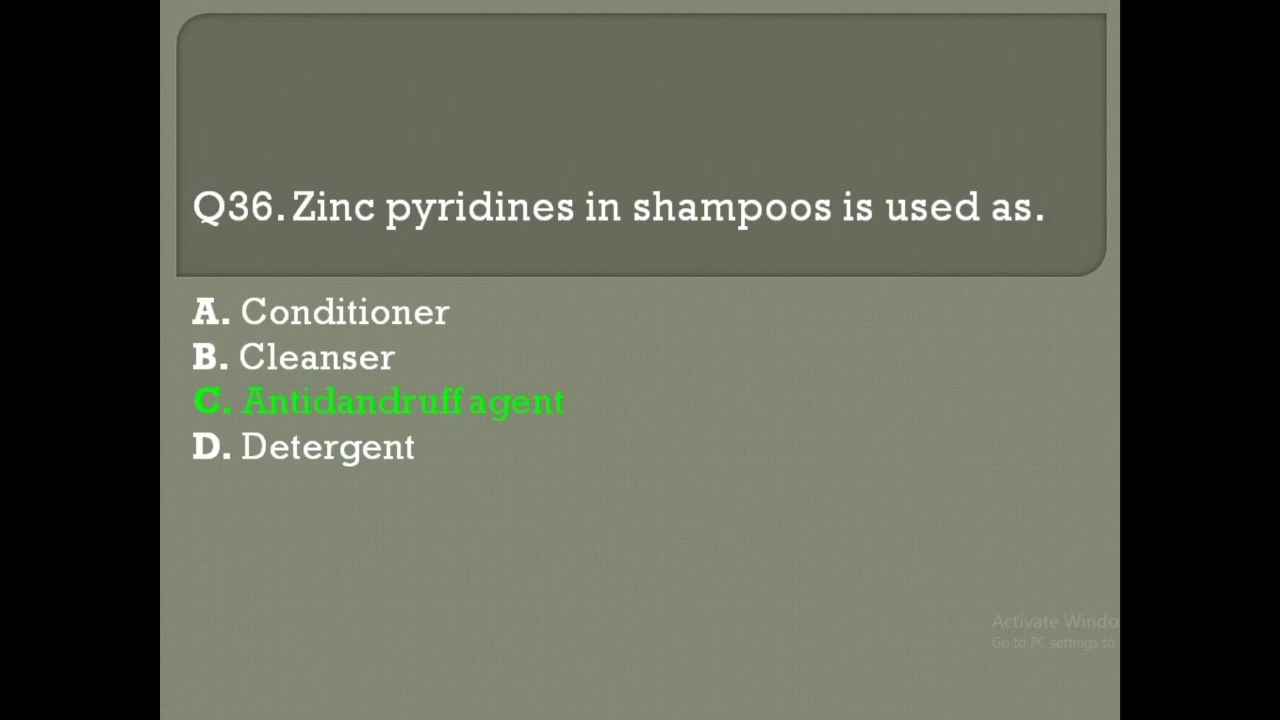 Q36. Zinc pyridines in shampoos is used as.
A. Conditioner
B. Cleanser
C. Antidandruff agent
D. Detergent
Activate Windo
Go to PC settings to